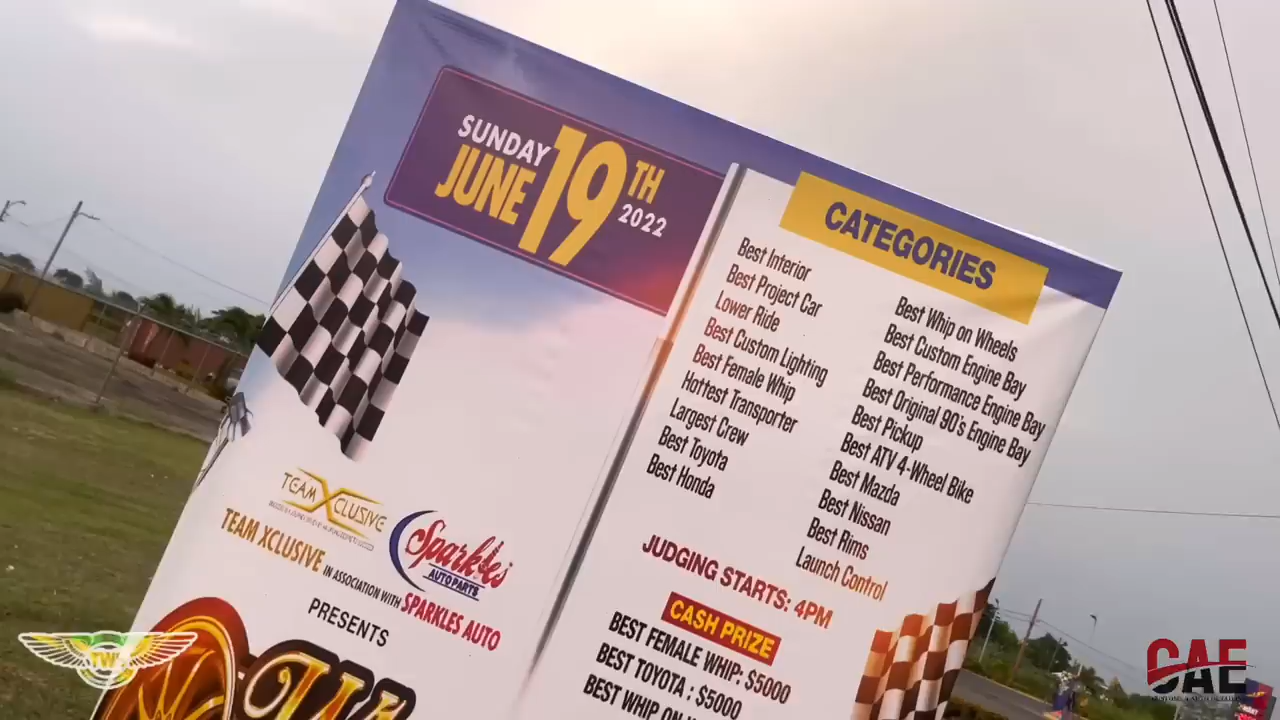 SUNDAY
JUNE 19TH
2022
CATEGORIES
Best Interior
Best Project Car
Lower Ride
Best Custom Lighting
Best Female Whip
Hottest Transporter
Largest Crew
Best Toyota
Best Honda
Best Whip on Wheels
Best Custom Engine Bay
Best Performance Engine Bay
Best Original 90's Engine Bay
Best Pickup
Best ATV 4-Wheel Bike
Best Mazda
Best Nissan
Best Rims
Launch Control
JUDGING STARTS: 4PM
CASH PRIZE
BEST FEMALE WHIP: $5000
BEST TOYOTA : $5000
BEST WHIP ON
TEAM XCLUSIVE
Sparkles
AUTO PARTS
TEAM XCLUSIVE IN ASSOCIATION WITH SPARKLES AUTO
PRESENTS
TWW
CAE